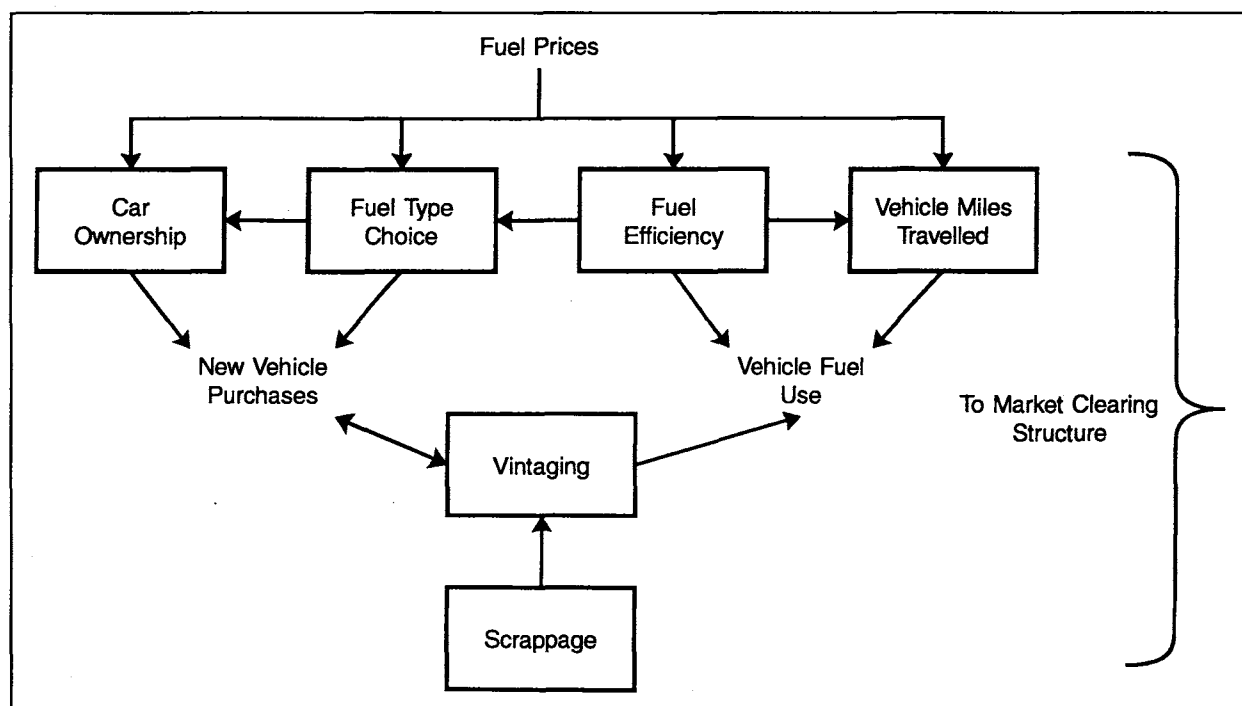 Fuel Prices
Car
Ownership
Fuel Type
Choice
Fuel
Efficiency
Vehicle Miles
Travelled
New Vehicle
Purchases
Vehicle Fuel
Use
To Market Clearing
Structure
Vintaging
Scrappage